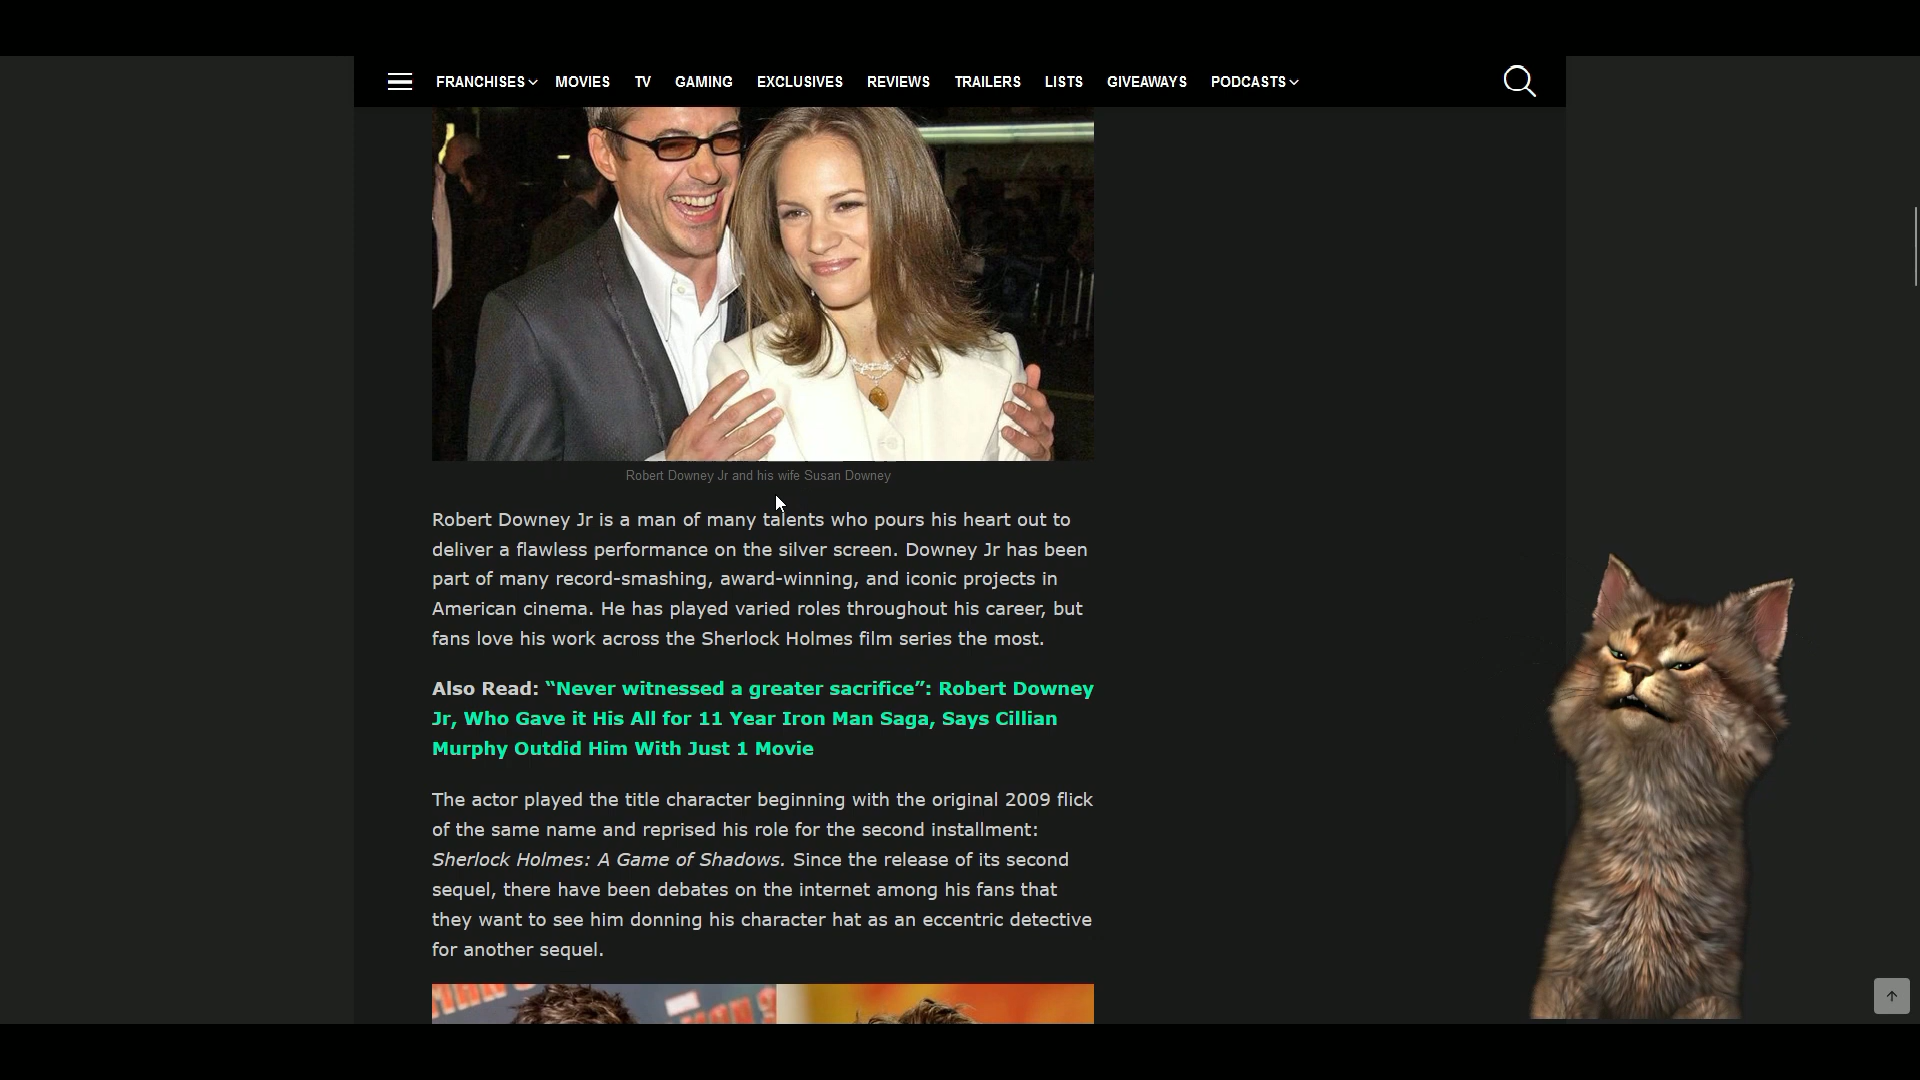 FRANCHISES MOVIES TV GAMING EXCLUSIVES REVIEWS TRAILERS LISTS GIVEAWAYS PODCASTS
Robert Downey Jr and his wife Susan Downey
Robert Downey Jr is a man of many talents who pours his heart out to
deliver a flawless performance on the silver screen. Downey Jr has been
part of many record-smashing, award-winning, and iconic projects in
American cinema. He has played varied roles throughout his career, but
fans love his work across the Sherlock Holmes film series the most.
Also Read: “Never witnessed a greater sacrifice”: Robert Downey
Jr, Who Gave it His All for 11 Year Iron Man Saga, Says Cillian
Murphy Outdid Him With Just 1 Movie
The actor played the title character beginning with the original 2009 flick
of the same name and reprised his role for the second installment:
Sherlock Holmes: A Game of Shadows. Since the release of its second
sequel, there have been debates on the internet among his fans that
they want to see him donning his character hat as an eccentric detective
for another sequel.